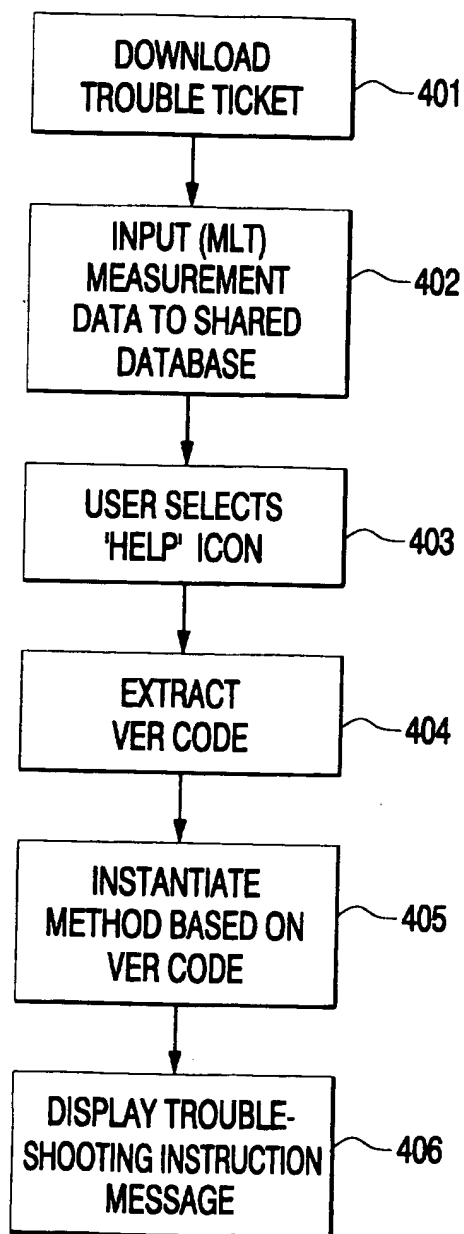 DOWNLOAD
TROUBLE TICKET
401
INPUT (MLT)
MEASUREMENT
DATA TO SHARED
DATABASE
402
USER SELECTS
'HELP' ICON
403
EXTRACT
VER CODE
404
INSTANTIATE
METHOD BASED ON
VER CODE
405
DISPLAY TROUBLE-
SHOOTING INSTRUCTION
MESSAGE
406